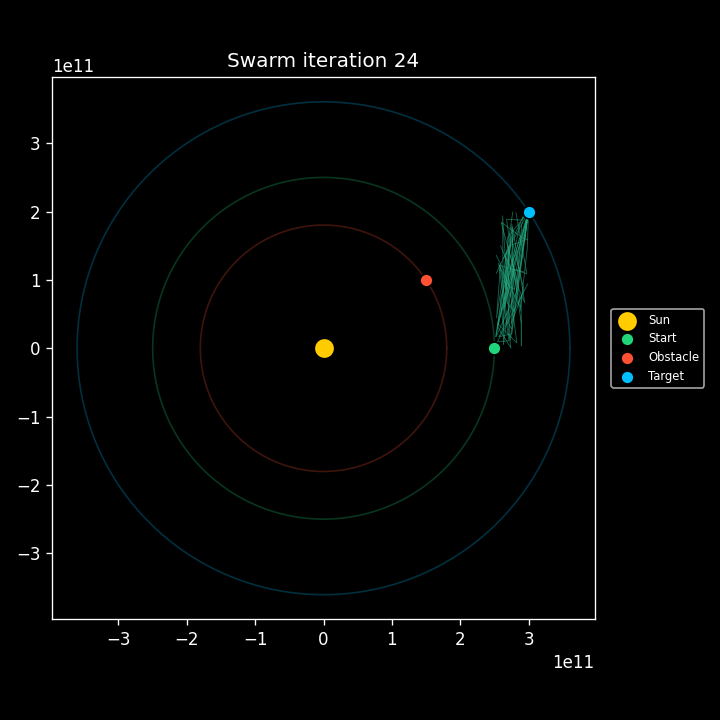 Swarm iteration 24
1e11
3
2
1
0
−1
−2
−3
−3 −2 −1 0 1 2 3
1e11
Sun
Start
Obstacle
Target